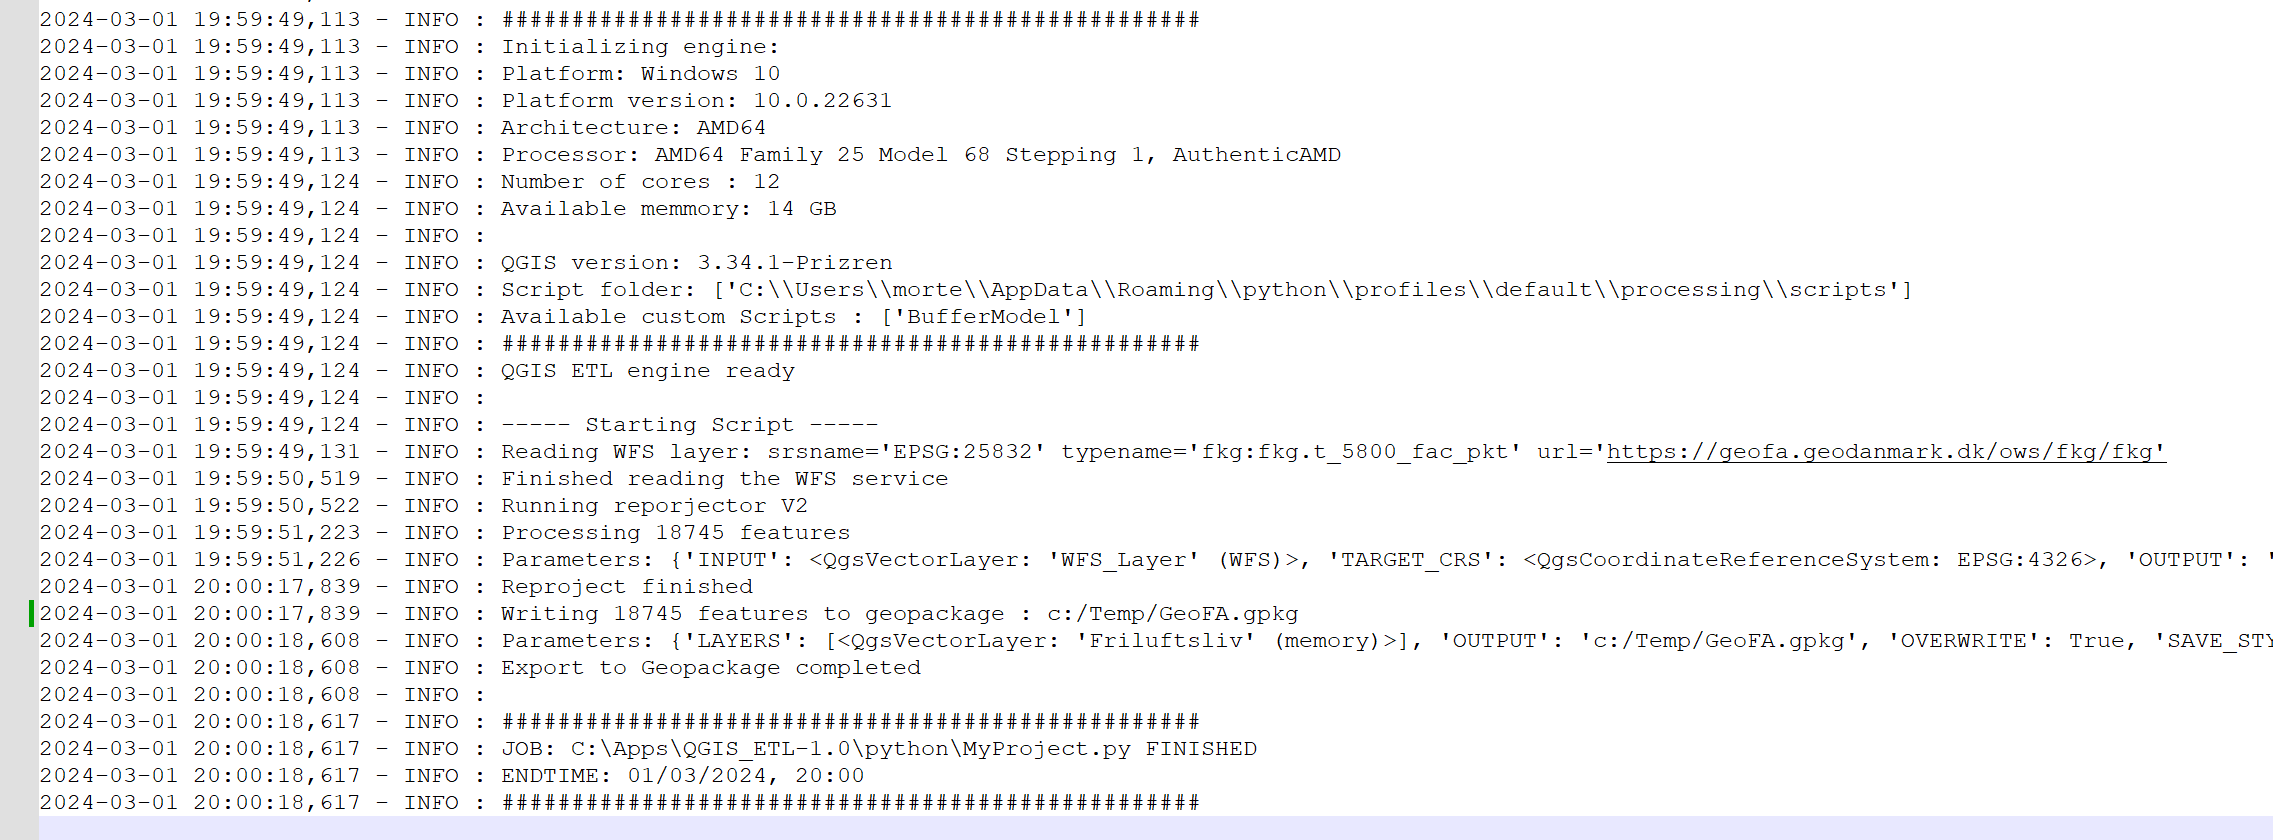 2024-03-01 19:59:49,113 - INFO : ##################################################
2024-03-01 19:59:49,113 - INFO : Initializing engine:
2024-03-01 19:59:49,113 - INFO : Platform: Windows 10
2024-03-01 19:59:49,113 - INFO : Platform version: 10.0.22631
2024-03-01 19:59:49,113 - INFO : Architecture: AMD64
2024-03-01 19:59:49,113 - INFO : Processor: AMD64 Family 25 Model 68 Stepping 1, AuthenticAMD
2024-03-01 19:59:49,124 - INFO : Number of cores : 12
2024-03-01 19:59:49,124 - INFO : Available memmory: 14 GB
2024-03-01 19:59:49,124 - INFO :
2024-03-01 19:59:49,124 - INFO : QGIS version: 3.34.1-Prizren
2024-03-01 19:59:49,124 - INFO : Script folder: ['C:\\Users\\morte\\AppData\\Roaming\\python\\profiles\\default\\processing\\scripts']
2024-03-01 19:59:49,124 - INFO : Available custom Scripts : ['BufferModel']
2024-03-01 19:59:49,124 - INFO : ##################################################
2024-03-01 19:59:49,124 - INFO : QGIS ETL engine ready
2024-03-01 19:59:49,124 - INFO :
2024-03-01 19:59:49,124 - INFO : ----- Starting Script -----
2024-03-01 19:59:49,131 - INFO : Reading WFS layer: srsname='EPSG:25832' typename='fkg:fkg.t_5800_fac_pkt' url='https://geofa.geodanmark.dk/ows/fkg/fkg'
2024-03-01 19:59:50,519 - INFO : Finished reading the WFS service
2024-03-01 19:59:50,522 - INFO : Running reporjector V2
2024-03-01 19:59:51,223 - INFO : Processing 18745 features
2024-03-01 19:59:51,226 - INFO : Parameters: {'INPUT': <QgsVectorLayer: 'WFS_Layer' (WFS)>, 'TARGET_CRS': <QgsCoordinateReferenceSystem: EPSG:4326>, 'OUTPUT': '
2024-03-01 20:00:17,839 - INFO : Reproject finished
2024-03-01 20:00:17,839 - INFO : Writing 18745 features to geopackage : c:/Temp/GeoFA.gpkg
2024-03-01 20:00:18,608 - INFO : Parameters: {'LAYERS': [<QgsVectorLayer: 'Friluftsliv' (memory)>], 'OUTPUT': 'c:/Temp/GeoFA.gpkg', 'OVERWRITE': True, 'SAVE_STY
2024-03-01 20:00:18,608 - INFO : Export to Geopackage completed
2024-03-01 20:00:18,608 - INFO :
2024-03-01 20:00:18,617 - INFO : ##################################################
2024-03-01 20:00:18,617 - INFO : JOB: C:\Apps\QGIS_ETL-1.0\python\MyProject.py FINISHED
2024-03-01 20:00:18,617 - INFO : ENDTIME: 01/03/2024, 20:00
2024-03-01 20:00:18,617 - INFO : ##################################################